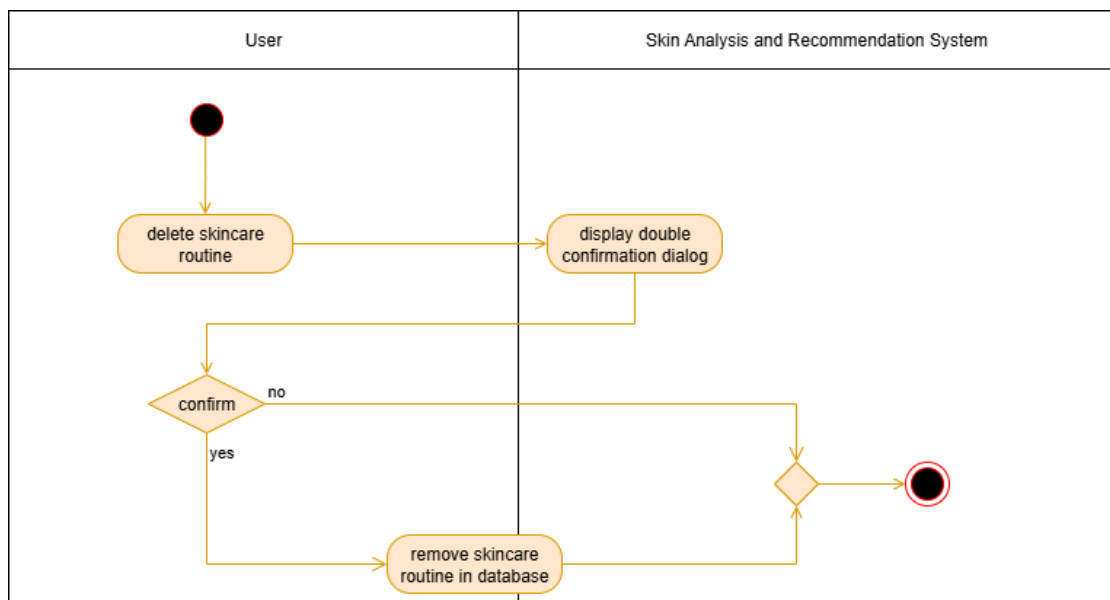 User
Skin Analysis and Recommendation System
delete skincare
routine
display double
confirmation dialog
confirm
no
yes
remove skincare
routine in database